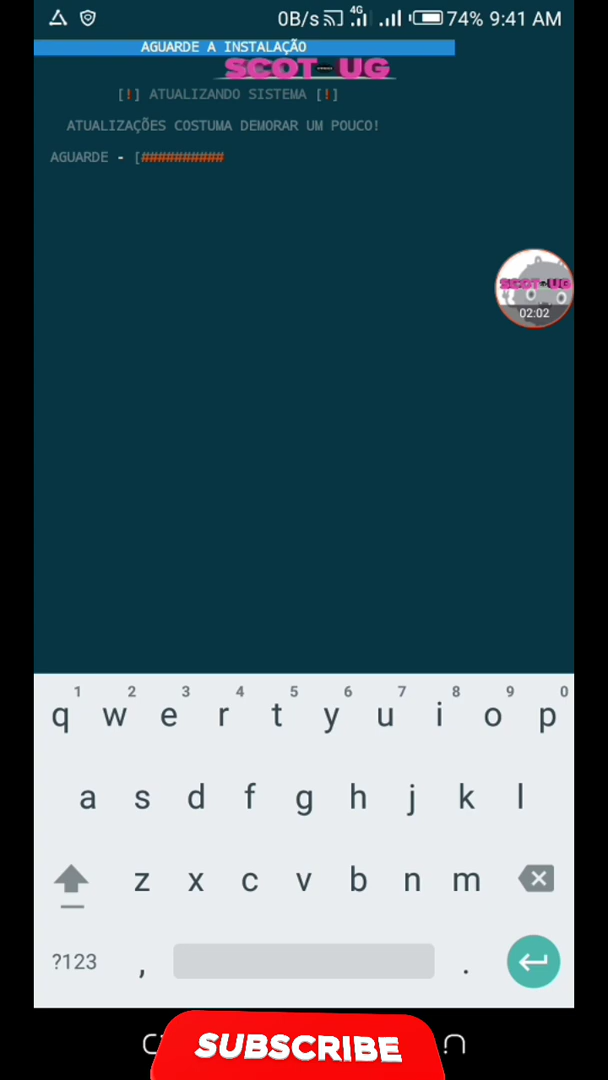 0B/s 4G 74% 9:41 AM
AGUARDE A INSTALAÇÃO
SCOT-UG
[!] ATUALIZANDO SISTEMA [!]
ATUALIZAÇÕES COSTUMA DEMORAR UM POUCO!
AGUARDE - [##########
SCOT-UG
02:02
1 2 3 4 5 6 7 8 9 0
q w e r t y u i o p
a s d f g h j k l
z x c v b n m
?123 , .
SUBSCRIBE